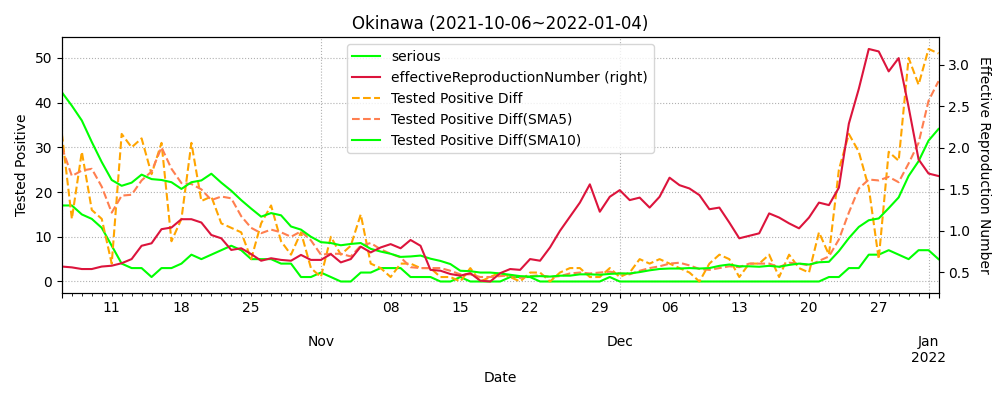 Okinawa (2021-10-06~2022-01-04)
serious
effectiveReproductionNumber (right)
Tested Positive Diff
Tested Positive Diff(SMA5)
Tested Positive Diff(SMA10)
Tested Positive
50
40
30
20
10
0
Effective Reproduction Number
3.0
2.5
2.0
1.5
1.0
0.5
11 18 25 08 15 22 29 06 13 20 27
Nov Dec Jan
2022
Date